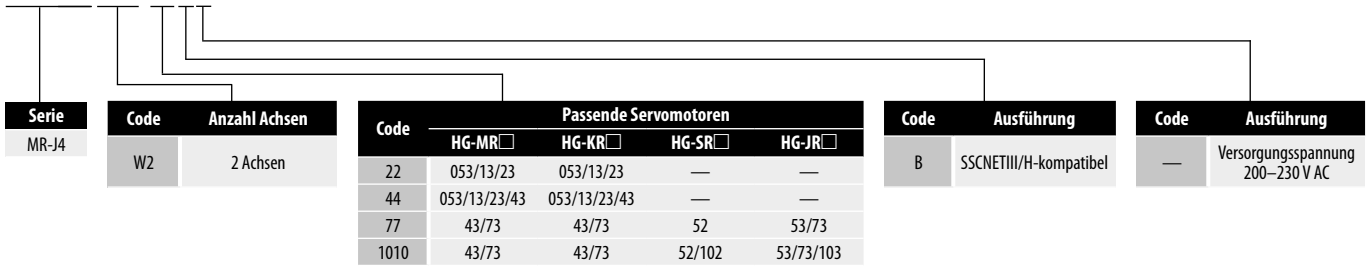 Serie
MR-J4
Code Anzahl Achsen
W2 2 Achsen
Code Passende Servomotoren
HG-MR□ HG-KR□ HG-SR□ HG-JR□
22 053/13/23 053/13/23 — —
44 053/13/23/43 053/13/23/43 — —
77 43/73 43/73 52 53/73
1010 43/73 43/73 52/102 53/73/103
Code Ausführung
B SSCNETIII/H-kompatibel
Code Ausführung
— Versorgungsspannung
200–230 V AC